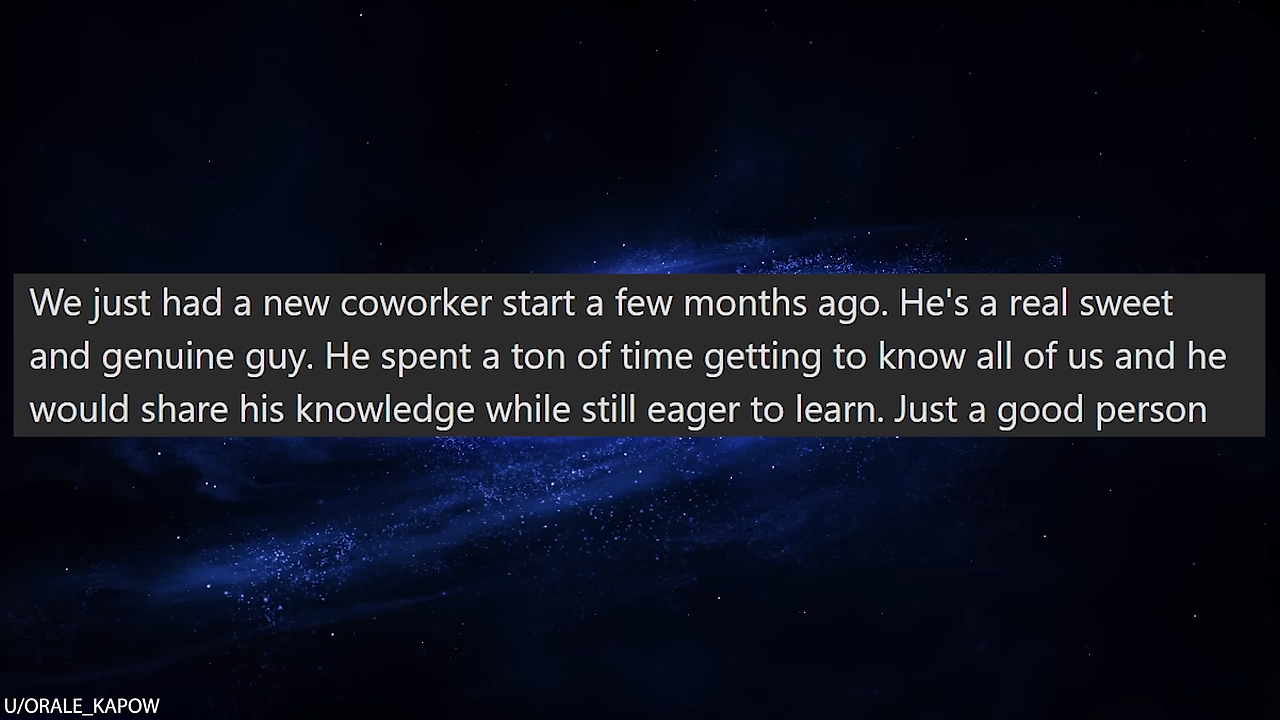 We just had a new coworker start a few months ago. He's a real sweet
and genuine guy. He spent a ton of time getting to know all of us and he
would share his knowledge while still eager to learn. Just a good person
U/ORALE_KAPOW